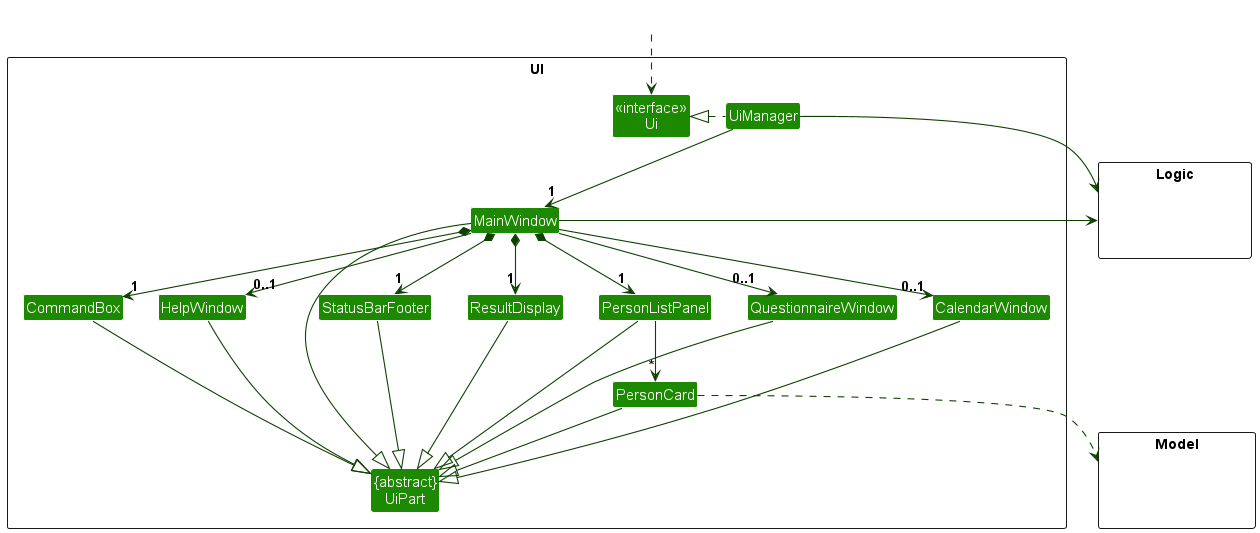 UI
«interface»
Ui
UiManager
Logic
1
MainWindow
1
0..1
1
1
1
0..1
0..1
CommandBox
HelpWindow
StatusBarFooter
ResultDisplay
PersonListPanel
QuestionnaireWindow
CalendarWindow
*
PersonCard
Model
{abstract}
UiPart